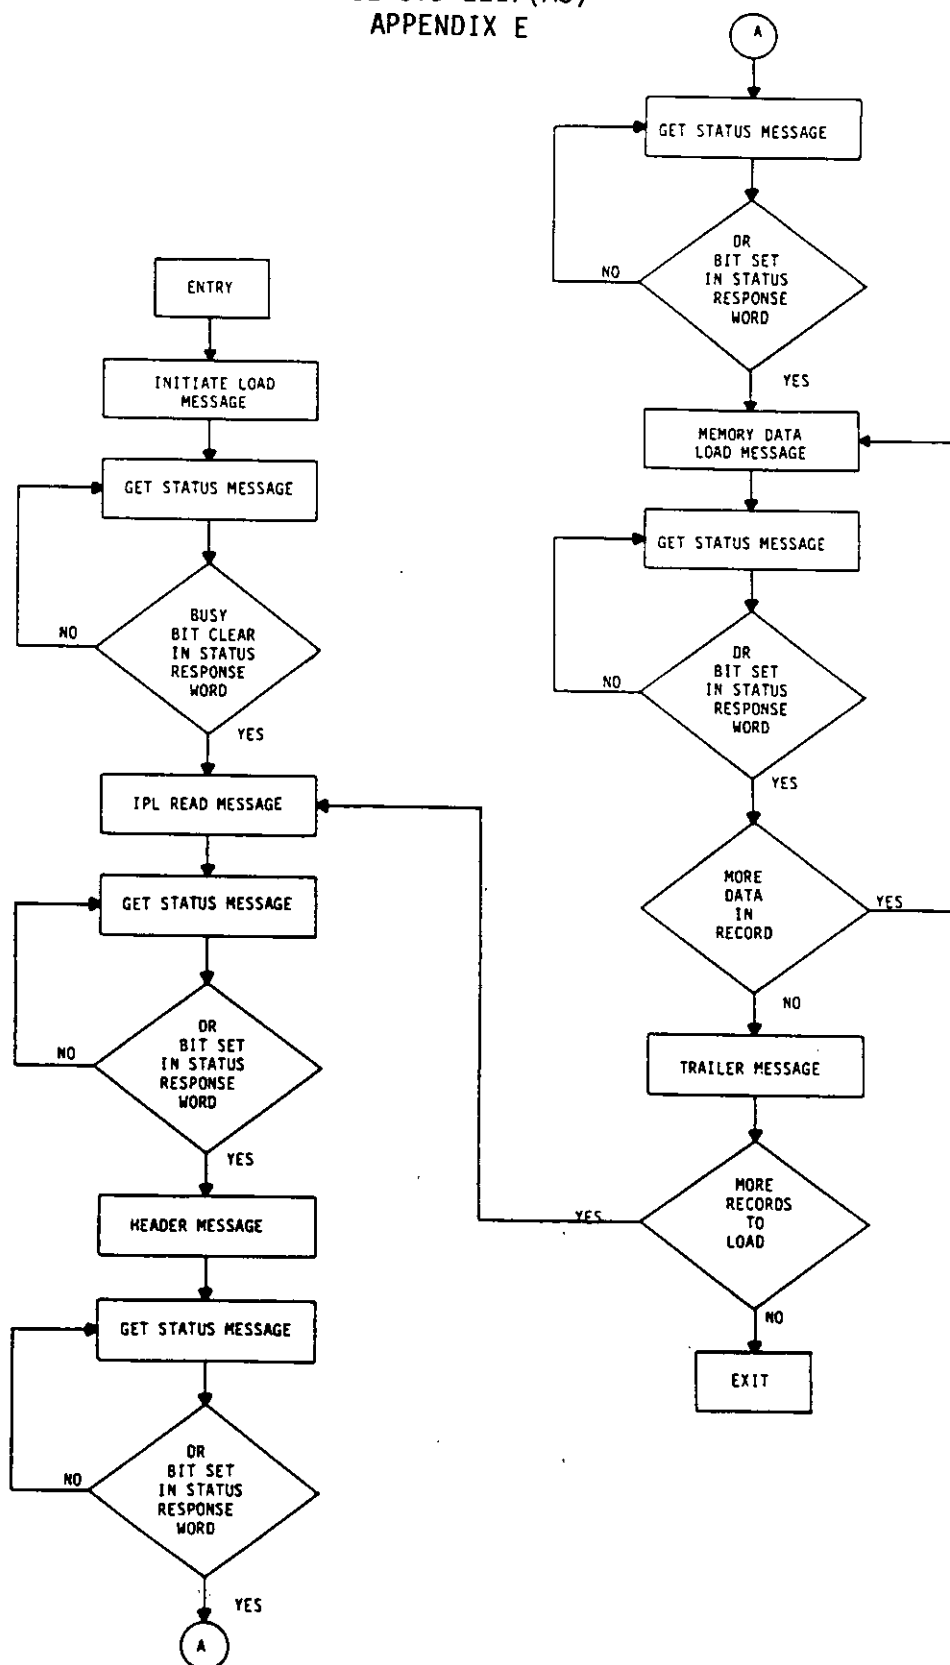 APPENDIX E
ENTRY
INITIATE LOAD
MESSAGE
GET STATUS MESSAGE
BUSY
BIT CLEAR
IN STATUS
RESPONSE
WORD
NO
YES
IPL READ MESSAGE
GET STATUS MESSAGE
DR
BIT SET
IN STATUS
RESPONSE
WORD
NO
YES
HEADER MESSAGE
GET STATUS MESSAGE
DR
BIT SET
IN STATUS
RESPONSE
WORD
NO
YES
A
A
GET STATUS MESSAGE
DR
BIT SET
IN STATUS
RESPONSE
WORD
NO
YES
MEMORY DATA
LOAD MESSAGE
GET STATUS MESSAGE
DR
BIT SET
IN STATUS
RESPONSE
WORD
NO
YES
MORE
DATA
IN
RECORD
YES
NO
TRAILER MESSAGE
MORE
RECORDS
TO
LOAD
YES
NO
EXIT